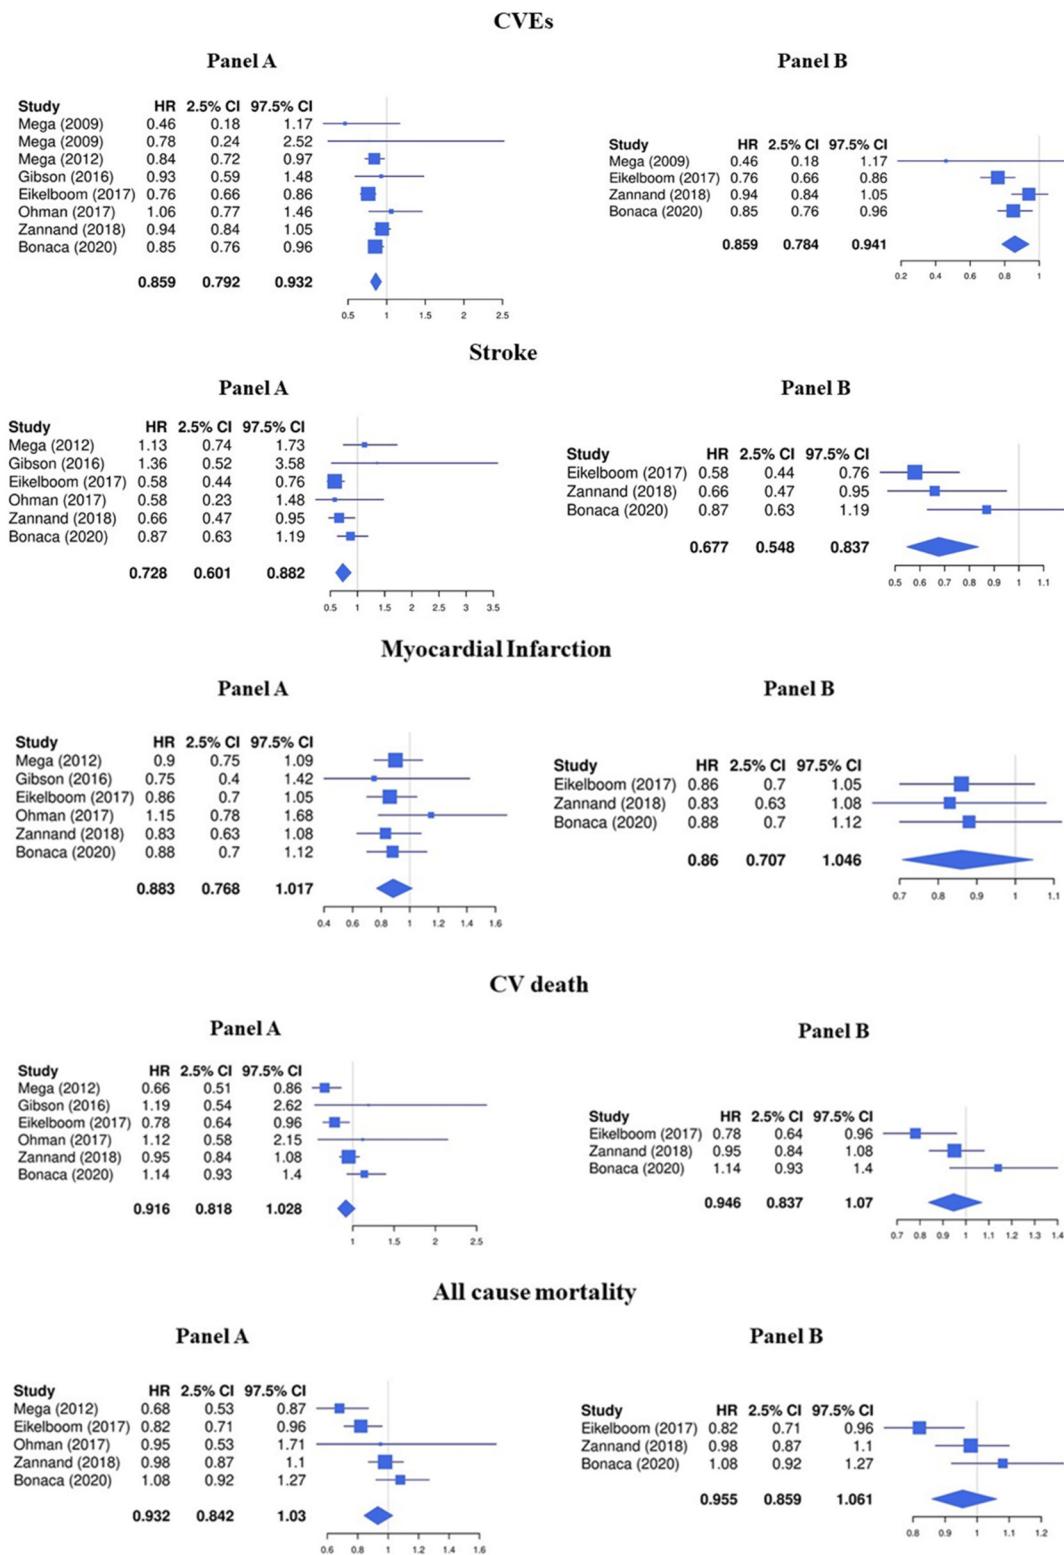 CVEs
Panel A
Study HR 2.5% CI 97.5% CI
Mega (2009) 0.46 0.18 1.17
Mega (2009) 0.78 0.24 2.52
Mega (2012) 0.84 0.72 0.97
Gibson (2016) 0.93 0.59 1.48
Eikelboom (2017) 0.76 0.66 0.86
Ohman (2017) 1.06 0.77 1.46
Zannand (2018) 0.94 0.84 1.05
Bonaca (2020) 0.85 0.76 0.96
0.859 0.792 0.932
0.5 1 1.5 2 2.5
Panel B
Study HR 2.5% CI 97.5% CI
Mega (2009) 0.46 0.18 1.17
Eikelboom (2017) 0.76 0.66 0.86
Zannand (2018) 0.94 0.84 1.05
Bonaca (2020) 0.85 0.76 0.96
0.859 0.784 0.941
0.2 0.4 0.6 0.8 1
Stroke
Panel A
Study HR 2.5% CI 97.5% CI
Mega (2012) 1.13 0.74 1.73
Gibson (2016) 1.36 0.52 3.58
Eikelboom (2017) 0.58 0.44 0.76
Ohman (2017) 0.58 0.23 1.48
Zannand (2018) 0.66 0.47 0.95
Bonaca (2020) 0.87 0.63 1.19
0.728 0.601 0.882
0.5 1 1.5 2 2.5 3 3.5
Panel B
Study HR 2.5% CI 97.5% CI
Eikelboom (2017) 0.58 0.44 0.76
Zannand (2018) 0.66 0.47 0.95
Bonaca (2020) 0.87 0.63 1.19
0.677 0.548 0.837
0.5 0.6 0.7 0.8 0.9 1 1.1
Myocardial Infarction
Panel A
Study HR 2.5% CI 97.5% CI
Mega (2012) 0.9 0.75 1.09
Gibson (2016) 0.75 0.4 1.42
Eikelboom (2017) 0.86 0.7 1.05
Ohman (2017) 1.15 0.78 1.68
Zannand (2018) 0.83 0.63 1.08
Bonaca (2020) 0.88 0.7 1.12
0.883 0.768 1.017
0.4 0.6 0.8 1 1.2 1.4 1.6
Panel B
Study HR 2.5% CI 97.5% CI
Eikelboom (2017) 0.86 0.7 1.05
Zannand (2018) 0.83 0.63 1.08
Bonaca (2020) 0.88 0.7 1.12
0.86 0.707 1.046
0.7 0.8 0.9 1 1.1
CV death
Panel A
Study HR 2.5% CI 97.5% CI
Mega (2012) 0.66 0.51 0.86
Gibson (2016) 1.19 0.54 2.62
Eikelboom (2017) 0.78 0.64 0.96
Ohman (2017) 1.12 0.58 2.15
Zannand (2018) 0.95 0.84 1.08
Bonaca (2020) 1.14 0.93 1.4
0.916 0.818 1.028
1 1.5 2 2.5
Panel B
Study HR 2.5% CI 97.5% CI
Eikelboom (2017) 0.78 0.64 0.96
Zannand (2018) 0.95 0.84 1.08
Bonaca (2020) 1.14 0.93 1.4
0.946 0.837 1.07
0.7 0.8 0.9 1 1.1 1.2 1.3 1.4
All cause mortality
Panel A
Study HR 2.5% CI 97.5% CI
Mega (2012) 0.68 0.53 0.87
Eikelboom (2017) 0.82 0.71 0.96
Ohman (2017) 0.95 0.53 1.71
Zannand (2018) 0.98 0.87 1.1
Bonaca (2020) 1.08 0.92 1.27
0.932 0.842 1.03
0.6 0.8 1 1.2 1.4 1.6
Panel B
Study HR 2.5% CI 97.5% CI
Eikelboom (2017) 0.82 0.71 0.96
Zannand (2018) 0.98 0.87 1.1
Bonaca (2020) 1.08 0.92 1.27
0.955 0.859 1.061
0.8 0.9 1 1.1 1.2